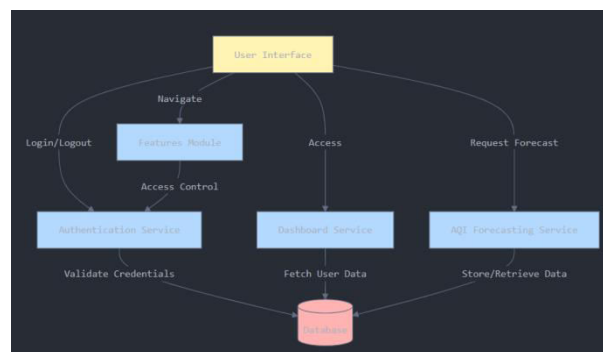 User Interface
Navigate
Login/Logout
Features Module
Access
Request Forecast
Access Control
Authentication Service
Dashboard Service
AQI Forecasting Service
Validate Credentials
Fetch User Data
Store/Retrieve Data
Database